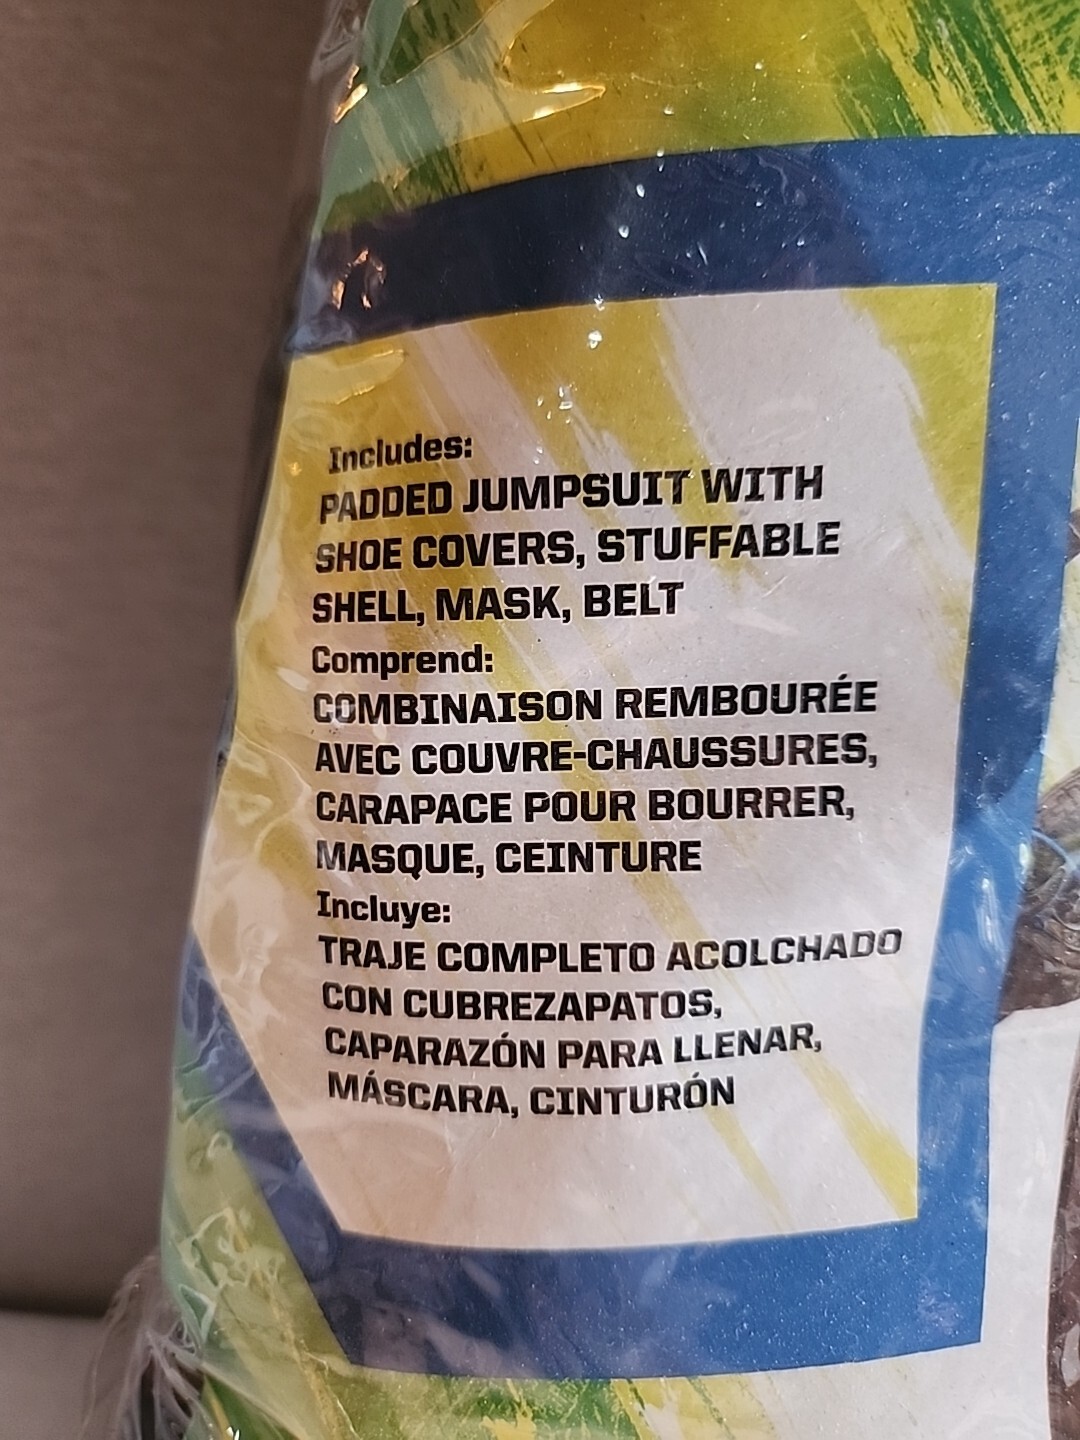 Includes:
PADDED JUMPSUIT WITH
SHOE COVERS, STUFFABLE
SHELL, MASK, BELT
Comprend:
COMBINAISON REMBOURÉE
AVEC COUVRE-CHAUSSURES,
CARAPACE POUR BOURRER,
MASQUE, CEINTURE
Incluye:
TRAJE COMPLETO ACOLCHADO
CON CUBREZAPATOS,
CAPARAZÓN PARA LLENAR,
MÁSCARA, CINTURÓN